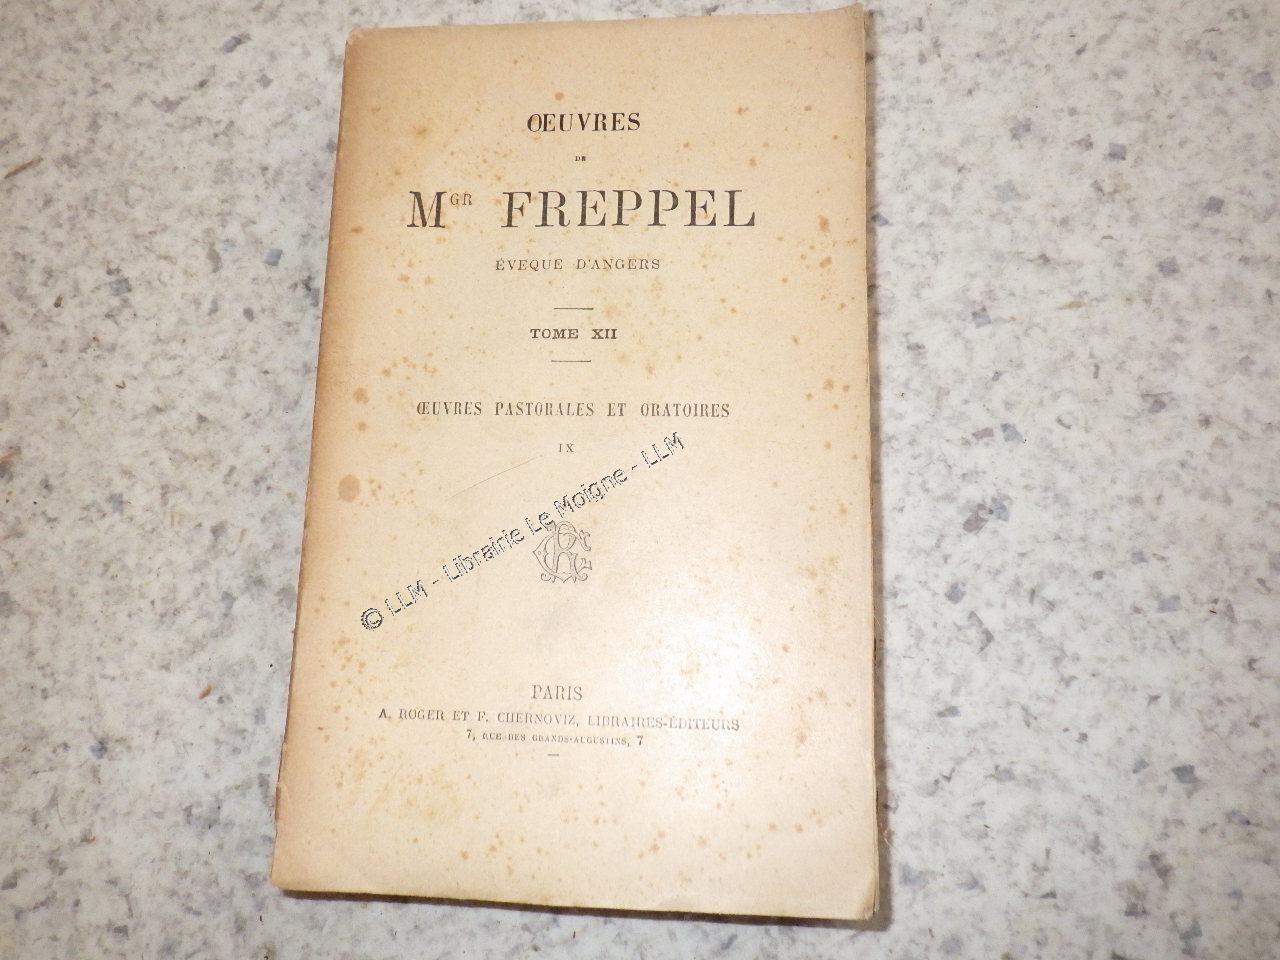 ŒUVRES
DE
MGR FREPPEL
ÉVEQUE D'ANGERS
TOME XII
ŒUVRES PASTORALES ET ORATOIRES
IX
© LLM - Librairie Le Moigne - LLM
PARIS
A. ROGER ET F. CHERNOVIZ, LIBRAIRES-ÉDITEURS
7, RUE DES GRANDS-AUGUSTINS, 7